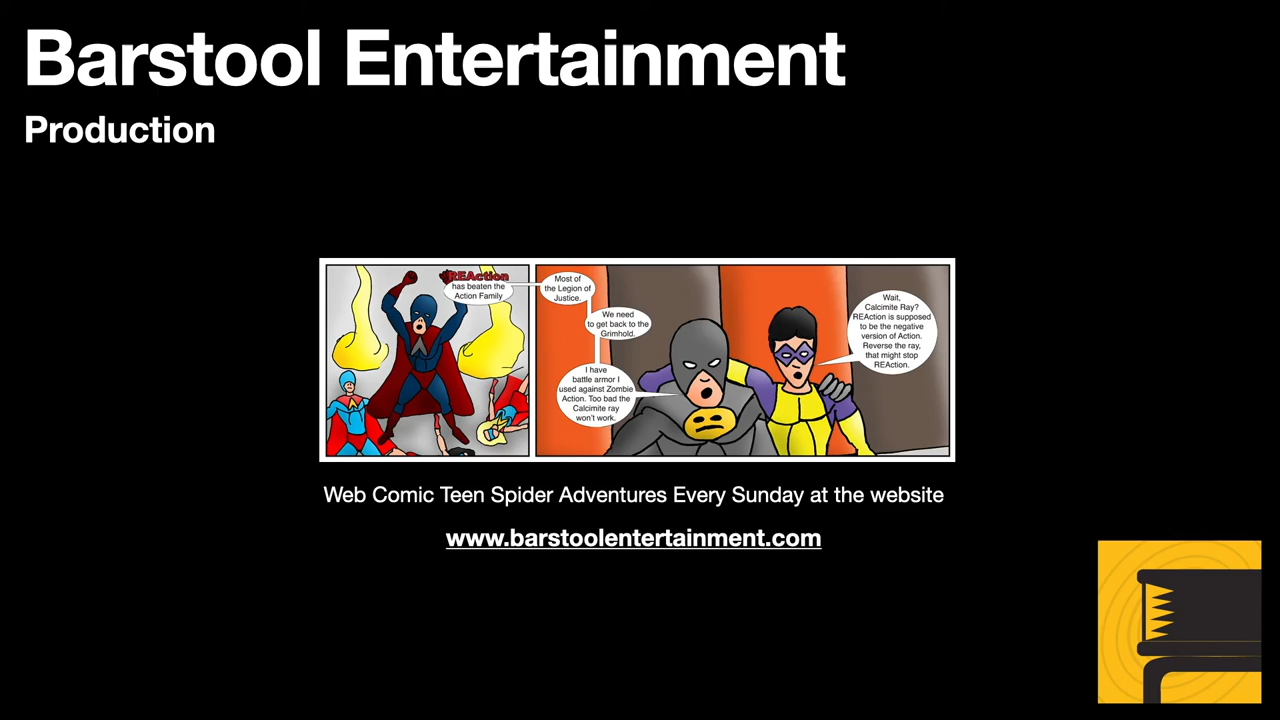 Barstool Entertainment
Production
REAction
has beaten the
Action Family
Most of
the Legion of
Justice.
We need
to get back to the
Grimhold.
I have
battle armor I
used against Zombie
Action. Too bad the
Calcimite ray
won't work.
Wait,
Calcimite Ray?
REAction is supposed
to be the negative
version of Action.
Reverse the ray,
that might stop
REAction.
Web Comic Teen Spider Adventures Every Sunday at the website
www.barstoolentertainment.com